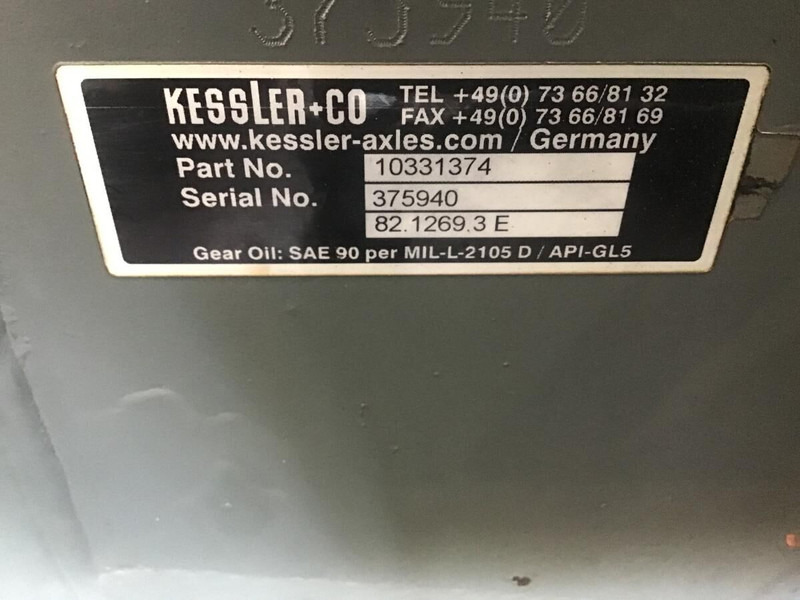 375940
KESSLER+CO
TEL +49(0) 73 66/81 32
FAX +49(0) 73 66/81 69
www.kessler-axles.com / Germany
Part No. 10331374
Serial No. 375940
82.1269.3 E
Gear Oil: SAE 90 per MIL-L-2105 D / API-GL5